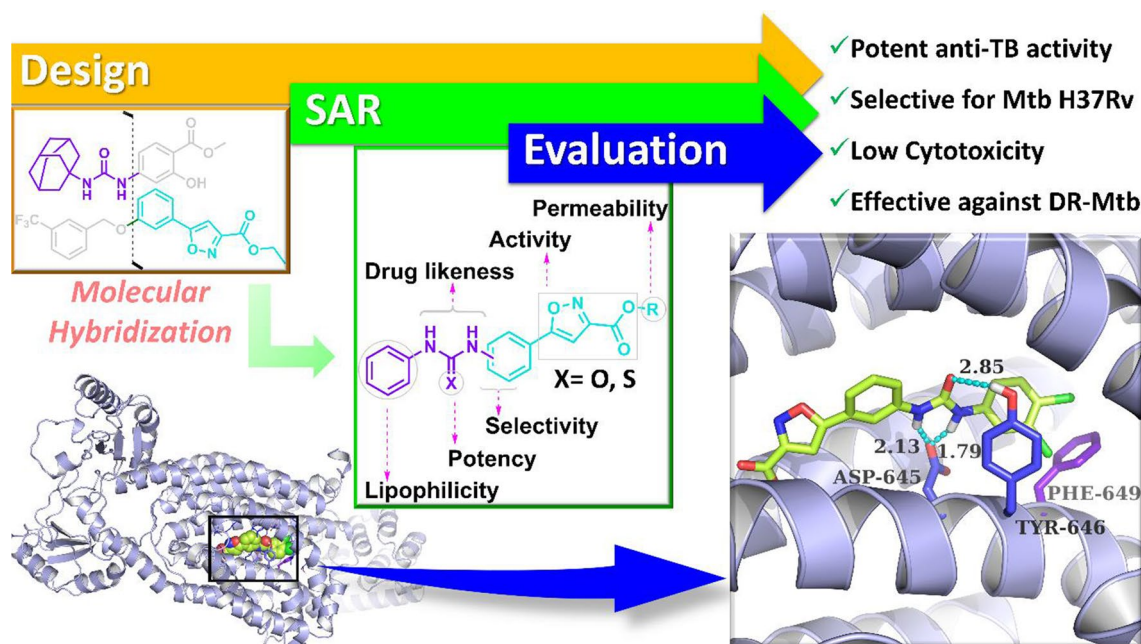 Design
SAR
Evaluation
✓Potent anti-TB activity
✓Selective for Mtb H37Rv
✓Low Cytotoxicity
✓Effective against DR-Mtb
O
O
N
H
N
H
O
OH
F₃C
O
O
N
O
O
Molecular
Hybridization
Permeability
Activity
Drug likeness
H
N
H
N
X
O
N
O
R
O
X= O, S
Selectivity
Potency
Lipophilicity
2.85
2.13
1.79
ASP-645
PHE-649
TYR-646